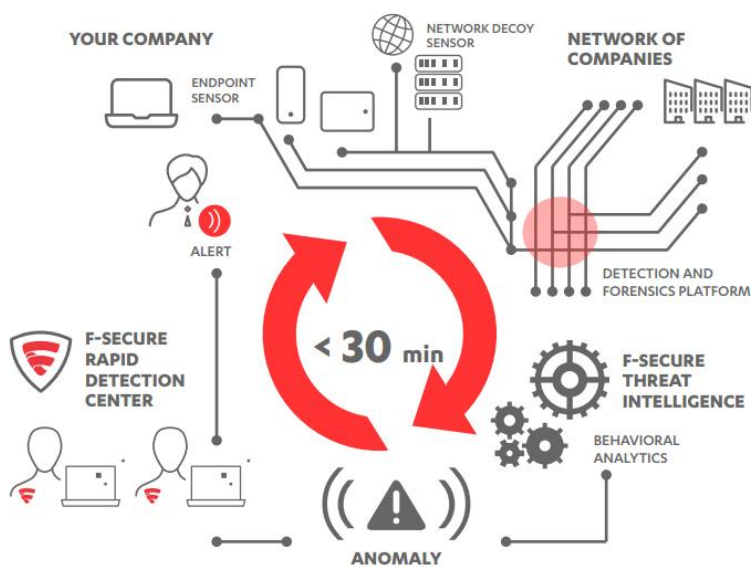 YOUR COMPANY
ENDPOINT
SENSOR
NETWORK DECOY
SENSOR
NETWORK OF
COMPANIES
ALERT
DETECTION AND
FORENSICS PLATFORM
< 30 min
F-SECURE
RAPID
DETECTION
CENTER
F-SECURE
THREAT
INTELLIGENCE
BEHAVIORAL
ANALYTICS
ANOMALY